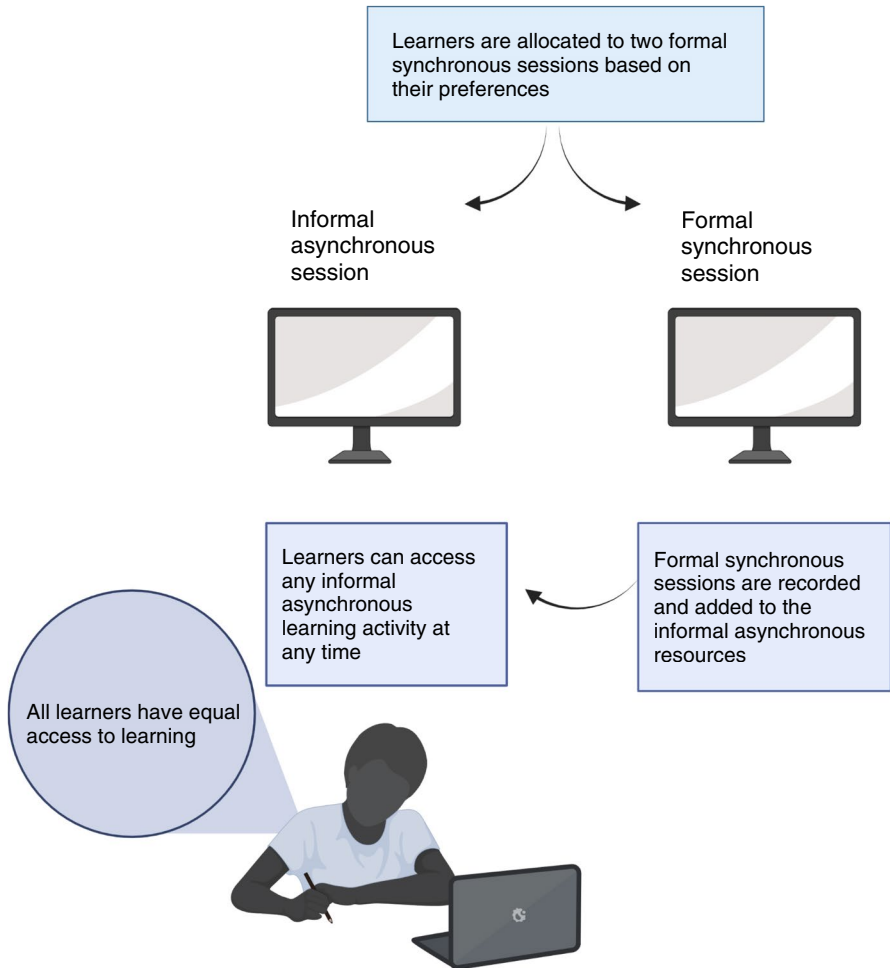 Learners are allocated to two formal
synchronous sessions based on
their preferences
Informal
asynchronous
session
Formal
synchronous
session
Learners can access
any informal
asynchronous
learning activity at
any time
Formal synchronous
sessions are recorded
and added to the
informal asynchronous
resources
All learners have equal
access to learning